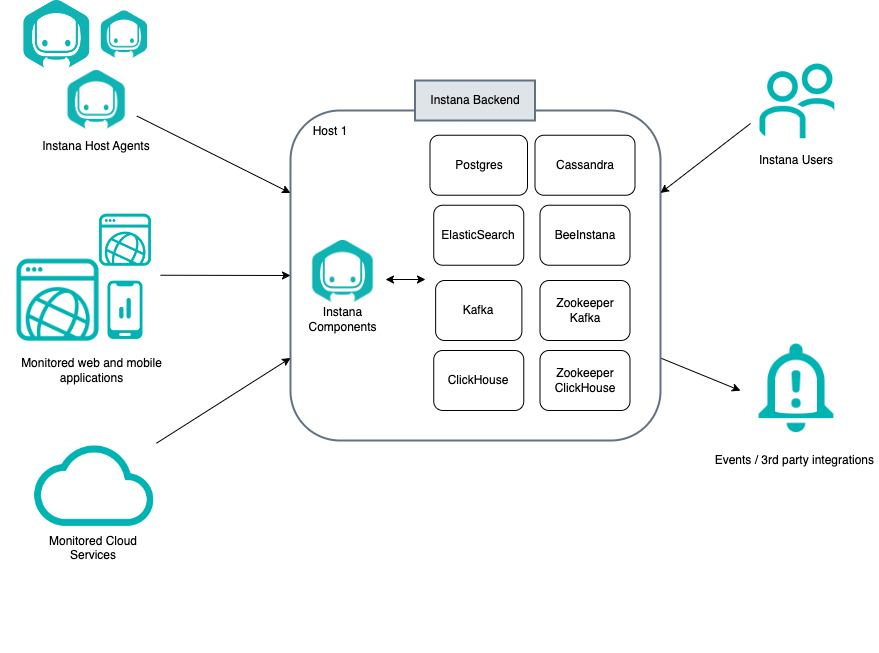 Instana Backend
Host 1
Instana Host Agents
Instana Users
Postgres
Cassandra
ElasticSearch
BeeInstana
Instana
Components
Kafka
Zookeeper
Kafka
Monitored web and mobile
applications
ClickHouse
Zookeeper
ClickHouse
Events / 3rd party integrations
Monitored Cloud
Services